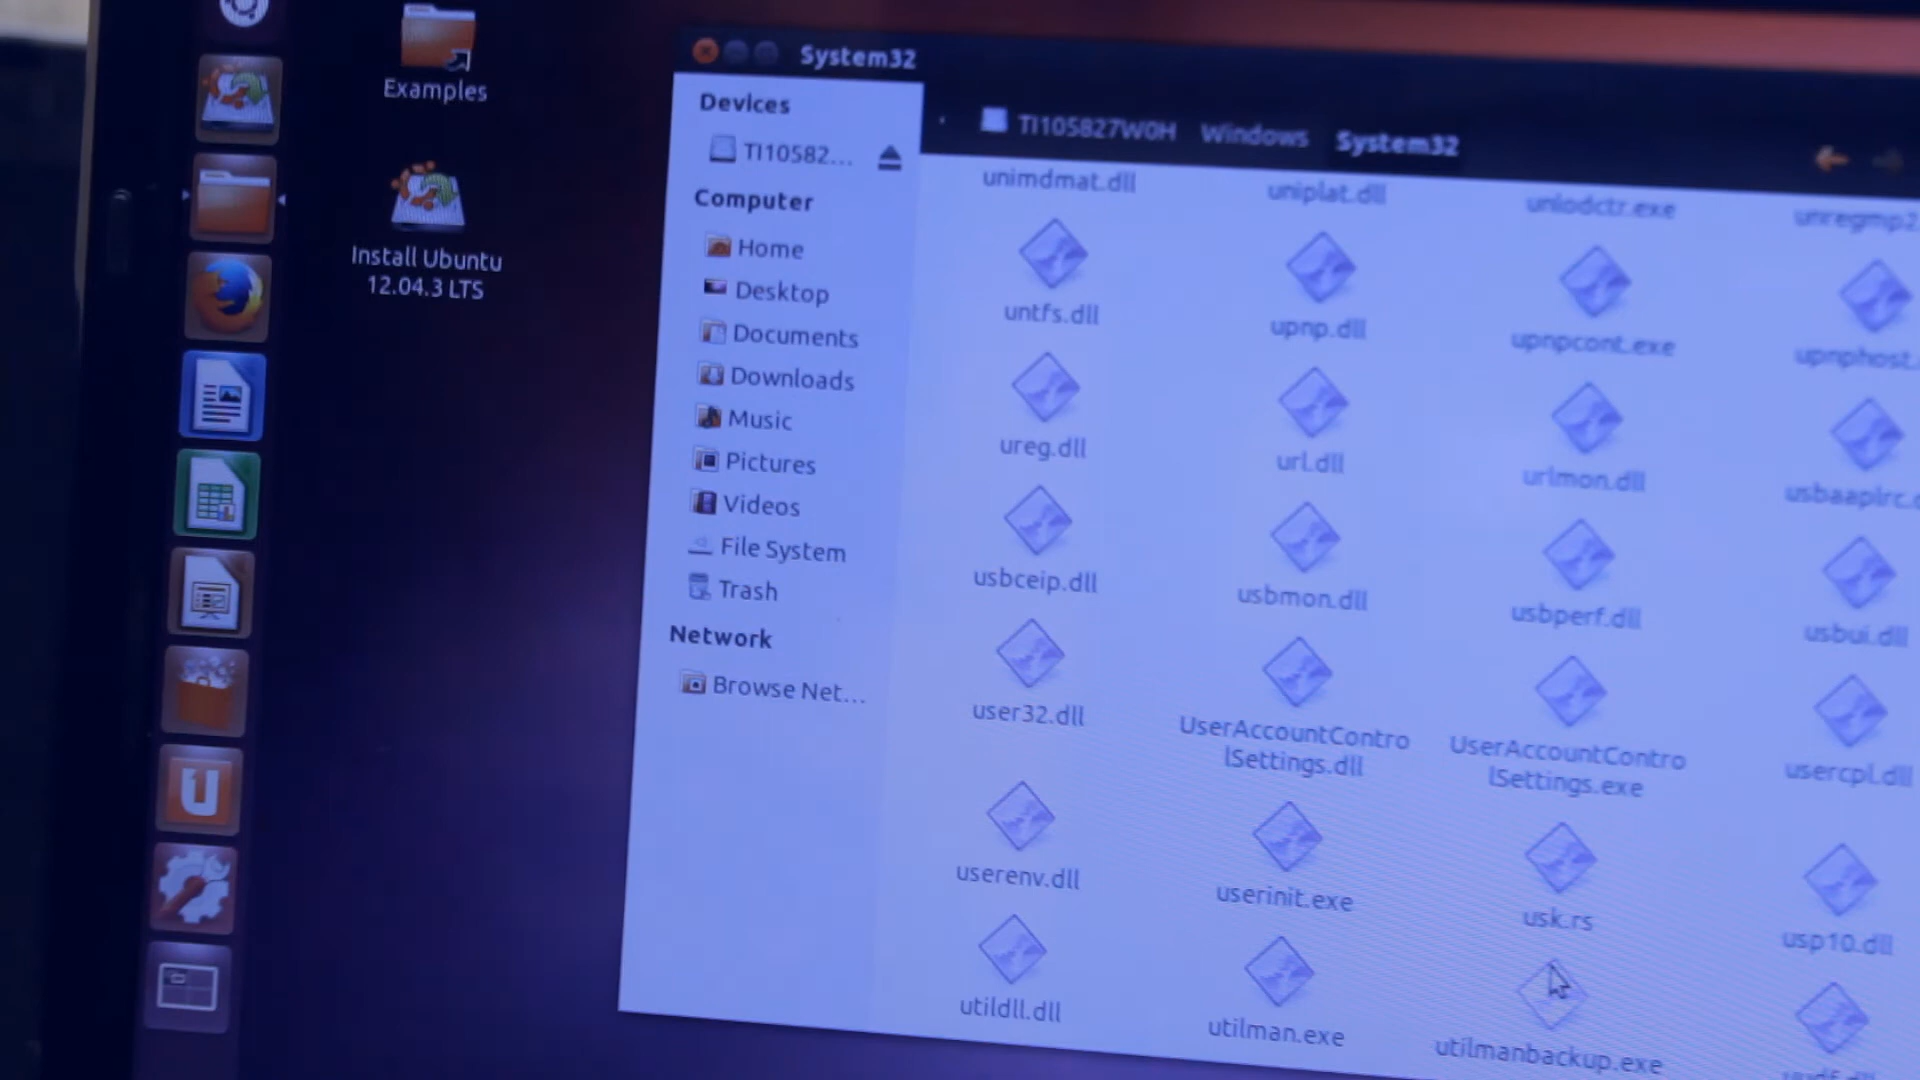 Examples
Install Ubuntu
12.04.3 LTS
System32
Devices
TI10582...
Computer
Home
Desktop
Documents
Downloads
Music
Pictures
Videos
File System
Trash
Network
Browse Net...
TI105827W0H Windows System32
unimdmat.dll uniplat.dll unlodctr.exe unregmp2.
untfs.dll upnp.dll upnpcont.exe upnphost.
ureg.dll url.dll urlmon.dll usbaaplrc.
usbceip.dll usbmon.dll usbperf.dll usbui.dll
user32.dll UserAccountContro UserAccountContro usercpl.dll
lSettings.dll lSettings.exe
userenv.dll userinit.exe usk.rs usp10.dll
utildll.dll utilman.exe utilmanbackup.exe